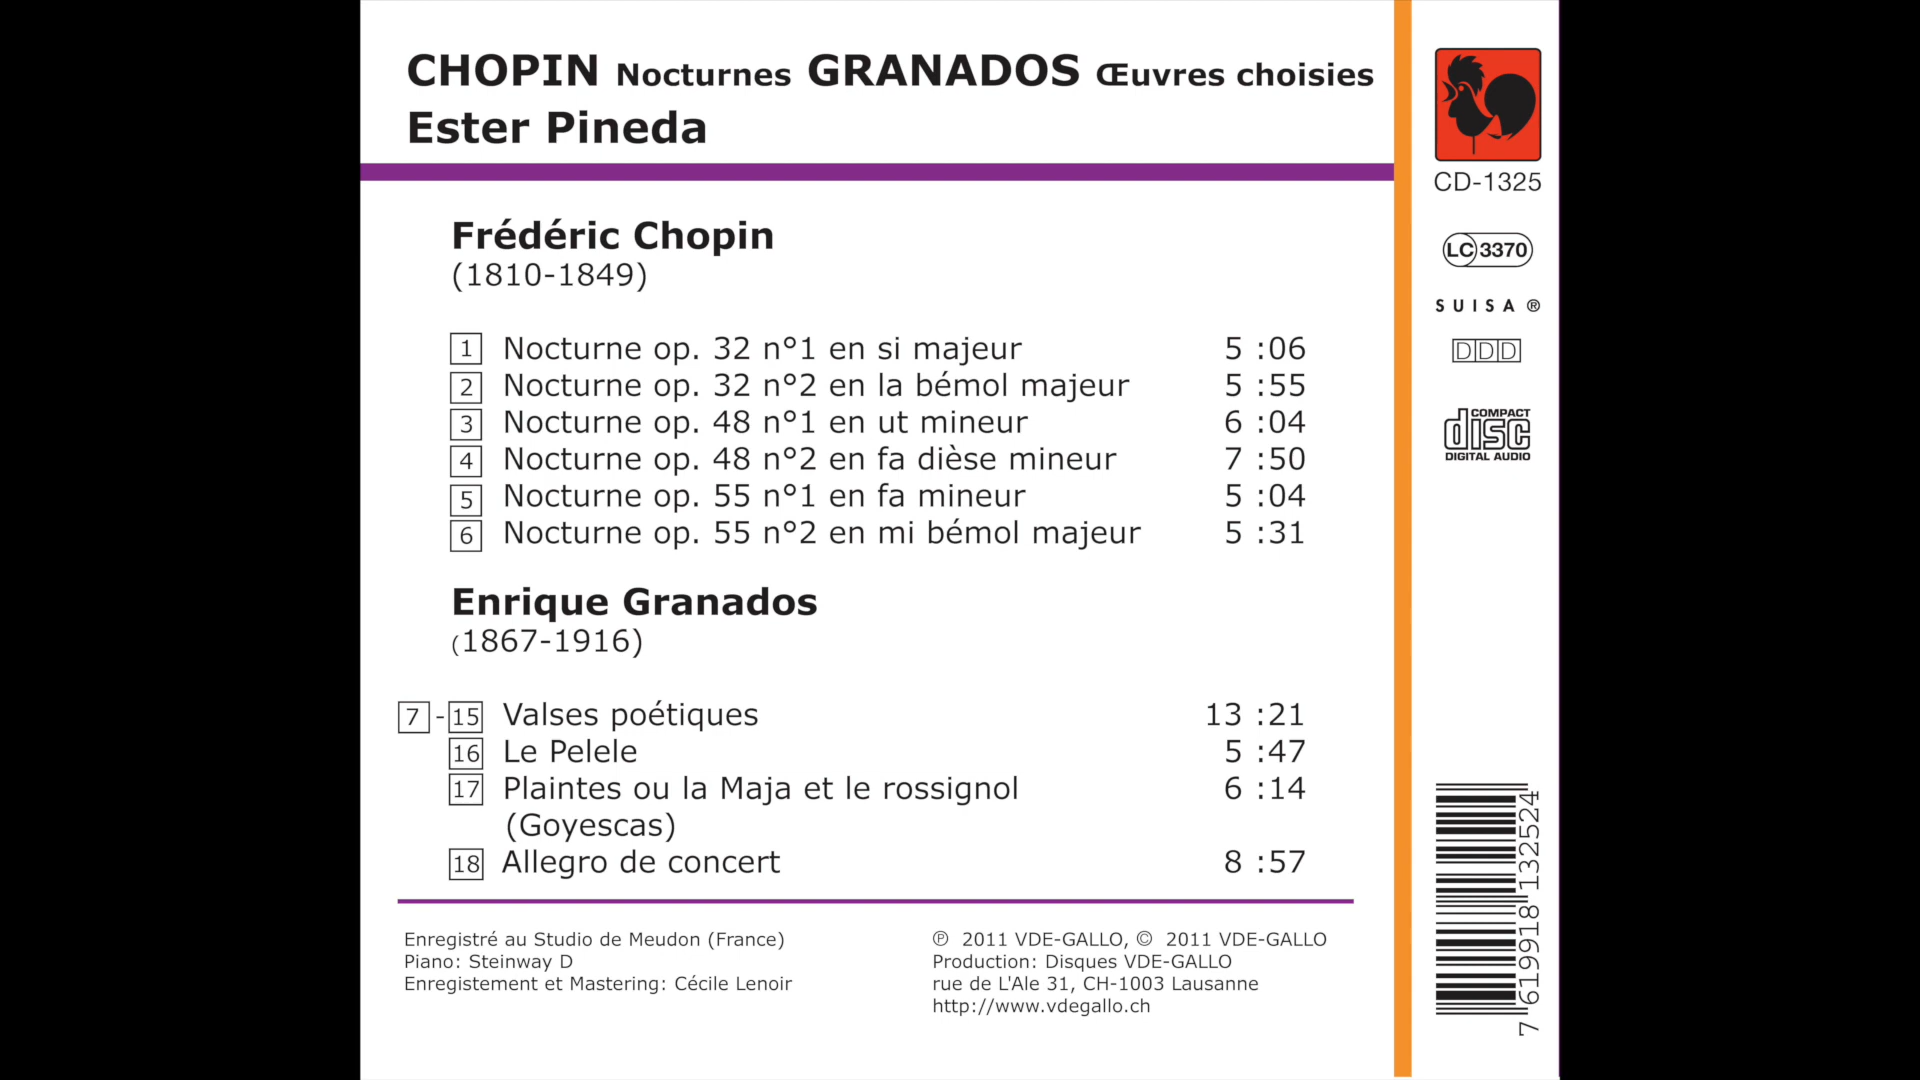 CHOPIN Nocturnes GRANADOS Œuvres choisies
Ester Pineda
Frédéric Chopin
(1810-1849)
1 Nocturne op. 32 n°1 en si majeur 5 :06
2 Nocturne op. 32 n°2 en la bémol majeur 5 :55
3 Nocturne op. 48 n°1 en ut mineur 6 :04
4 Nocturne op. 48 n°2 en fa dièse mineur 7 :50
5 Nocturne op. 55 n°1 en fa mineur 5 :04
6 Nocturne op. 55 n°2 en mi bémol majeur 5 :31
Enrique Granados
(1867-1916)
7 - 15 Valses poétiques 13 :21
16 Le Pelele 5 :47
17 Plaintes ou la Maja et le rossignol 6 :14
(Goyescas)
18 Allegro de concert 8 :57
Enregistré au Studio de Meudon (France)
Piano: Steinway D
Enregistement et Mastering: Cécile Lenoir
℗ 2011 VDE-GALLO, © 2011 VDE-GALLO
Production: Disques VDE-GALLO
rue de L'Ale 31, CH-1003 Lausanne
http://www.vdegallo.ch
CD-1325
LC 3370
SUISA ®
DDD
COMPACT
disc
DIGITAL AUDIO
7 619918 132524